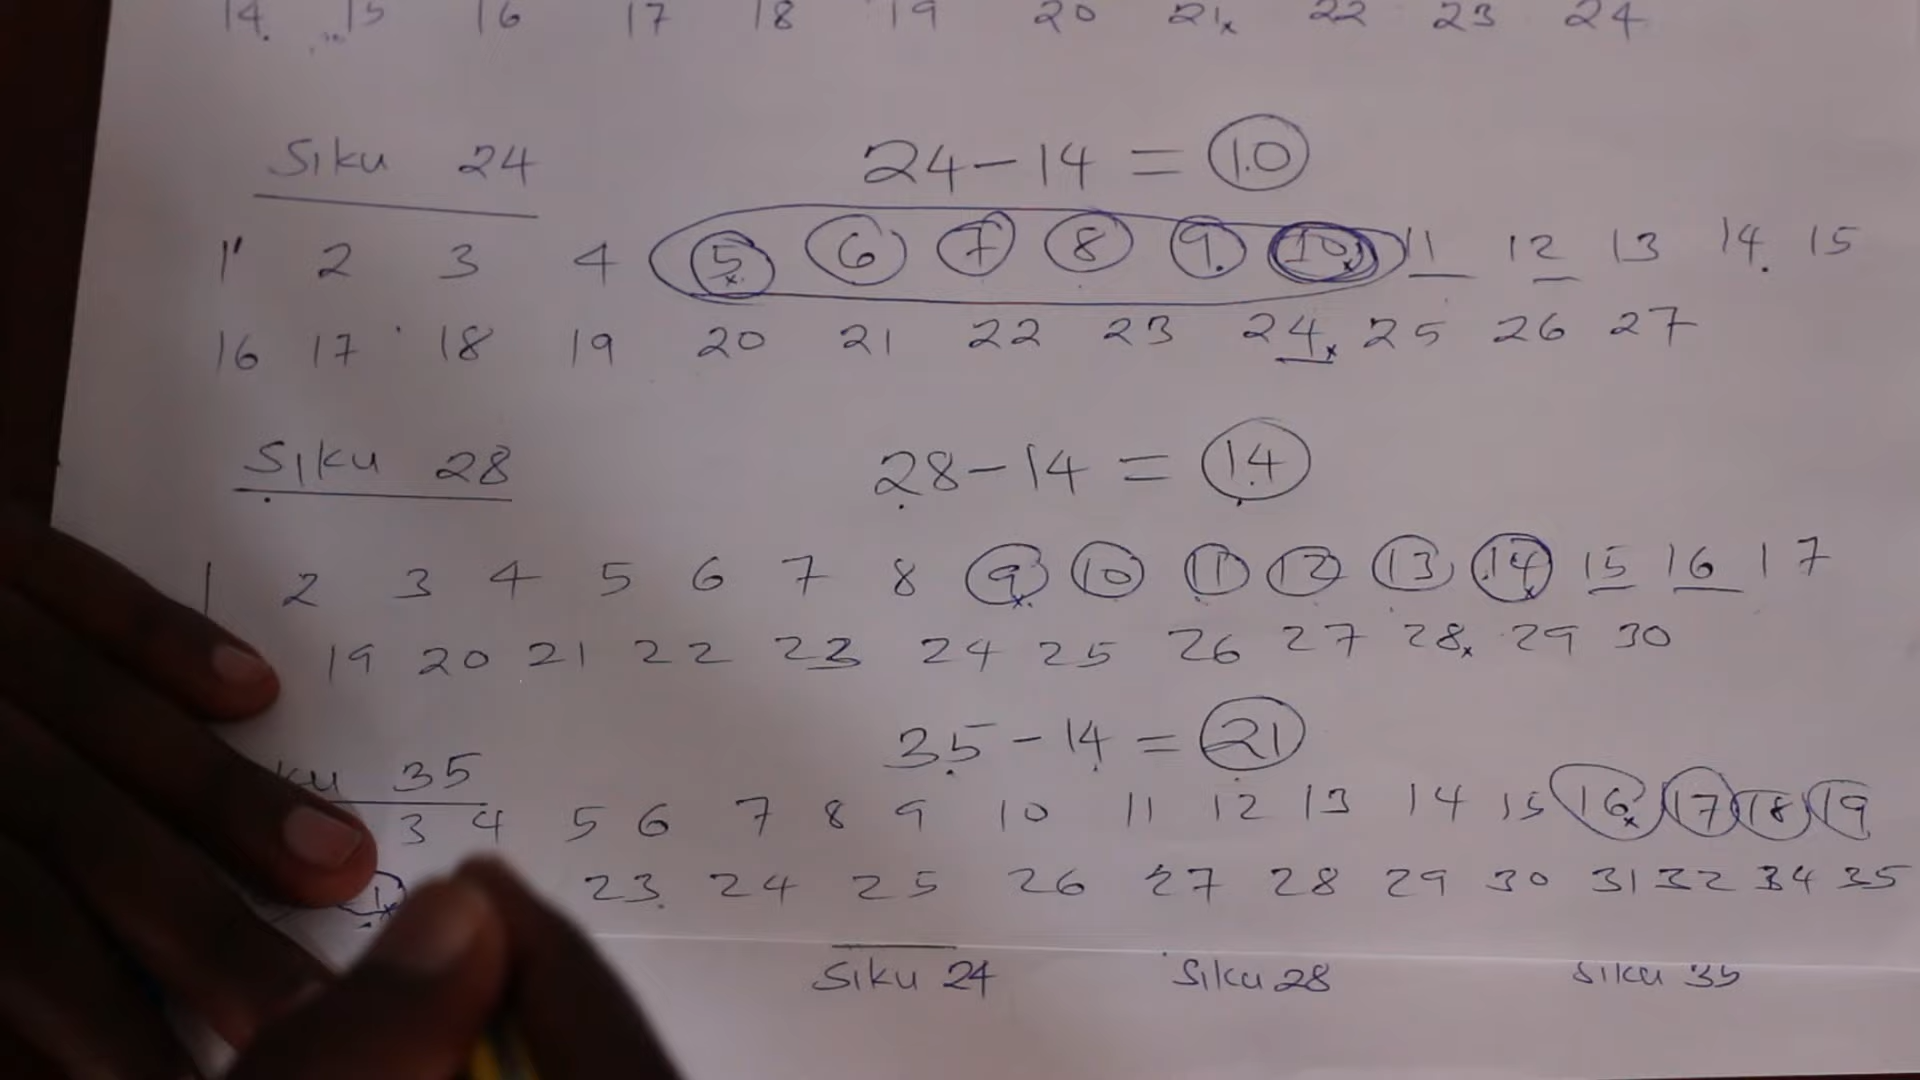 14 15 16 17 18 19 20 21 22 23 24
Siku 24 24 - 14 = 10
1 2 3 4 5 6 7 8 9 10 11 12 13 14 15
16 17 18 19 20 21 22 23 24 25 26 27
Siku 28 28 - 14 = 14
1 2 3 4 5 6 7 8 9 10 11 12 13 14 15 16 17
19 20 21 22 23 24 25 26 27 28 29 30
35 - 14 = 21
35
3 4 5 6 7 8 9 10 11 12 13 14 15 16 17 18 19
23 24 25 26 27 28 29 30 31 32 34 35
Siku 24 Siku 28 Siku 35